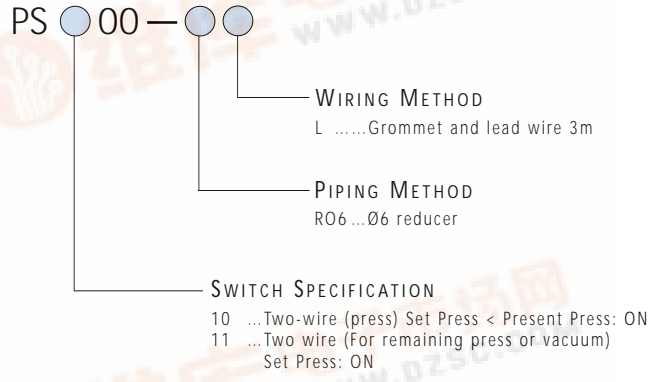 PS 00 —
WIRING METHOD
L ......Grommet and lead wire 3m
PIPING METHOD
RO6 ...Ø6 reducer
SWITCH SPECIFICATION
10 ...Two-wire (press) Set Press < Present Press: ON
11 ...Two wire (For remaining press or vacuum)
Set Press: ON